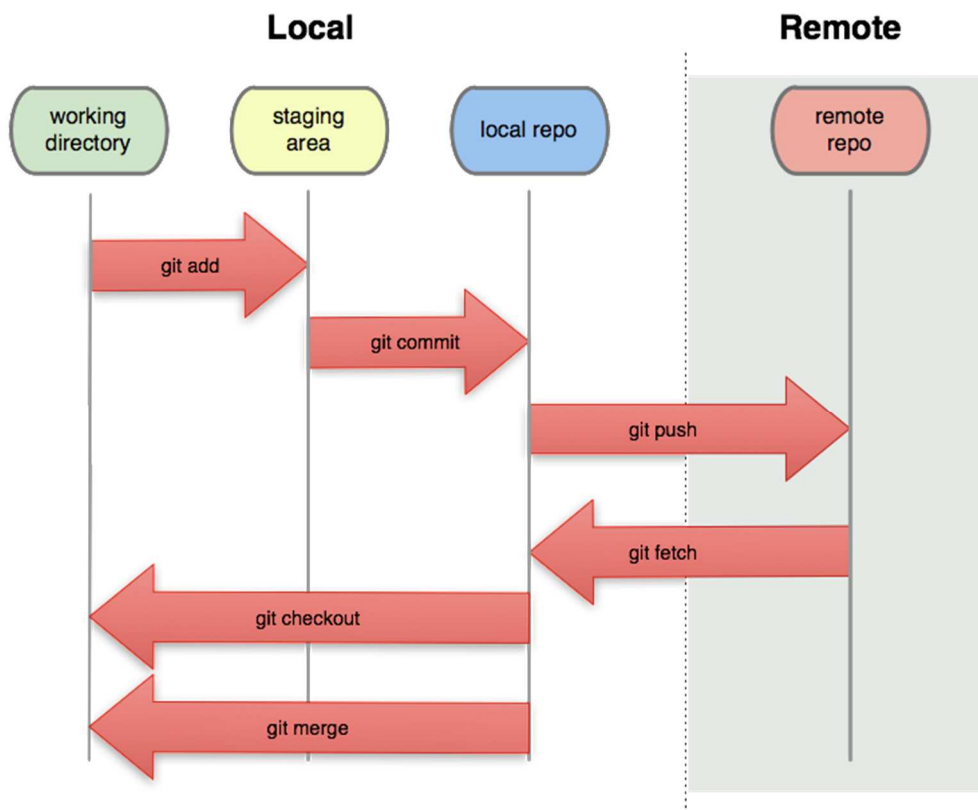 Local
Remote
working
directory
staging
area
local repo
remote
repo
git add
git commit
git push
git fetch
git checkout
git merge